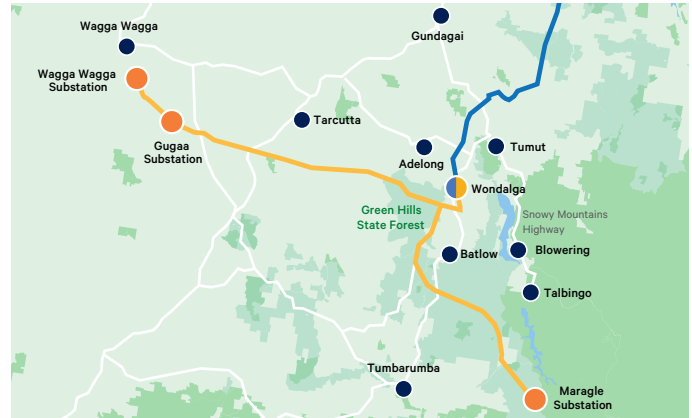 Wagga Wagga
Gundagai
Wagga Wagga
Substation
Tarcutta
Gugaa
Substation
Adelong
Tumut
Wondalga
Green Hills
State Forest
Snowy Mountains
Highway
Batlow
Blowering
Talbingo
Tumbarumba
Maragle
Substation